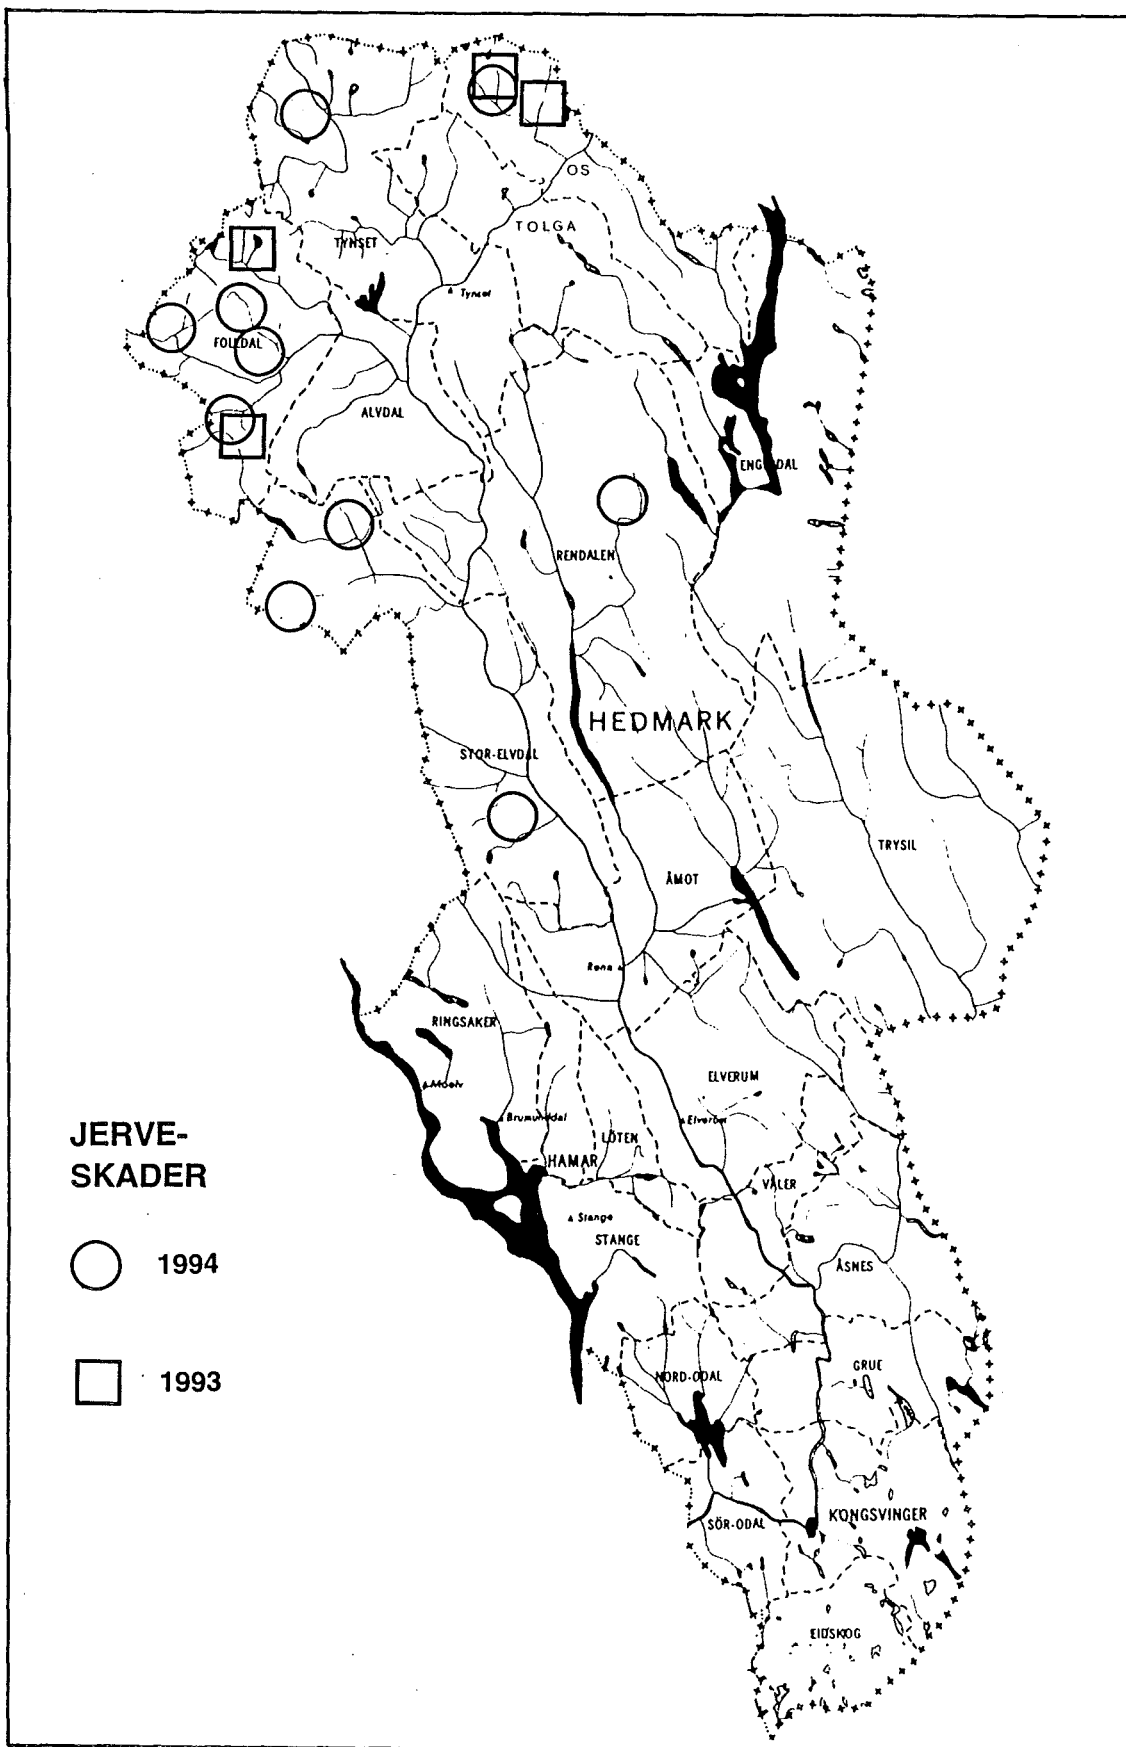 OS
TOLGA
TYNSET
Tynset
FOLLDAL
ALVDAL
ENGERDAL
RENDALEN
HEDMARK
STOR-ELVDAL
TRYSIL
ÅMOT
Rena
RINGSAKER
Moelv
ELVERUM
Brumunddal
Elverum
LÖTEN
HAMAR
VÅLER
Stange
STANGE
ÅSNES
JERVE-
SKADER
1994
1993
GRUE
NORD-ODAL
KONGSVINGER
SÖR-ODAL
EIDSKOG